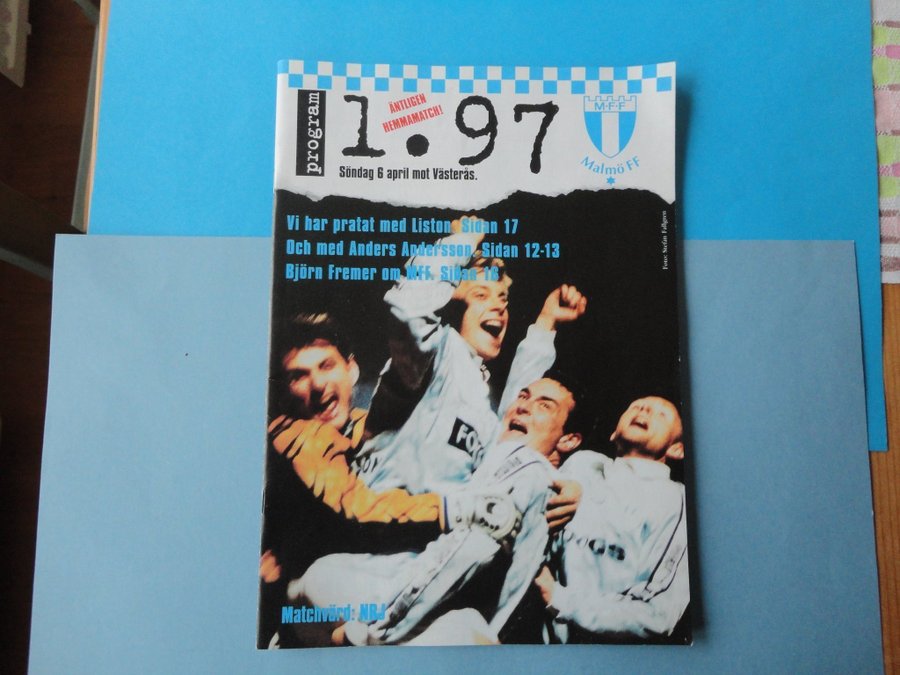 program
1.97
ÄNTLIGEN
HEMMAMATCH!
M-F-F
Malmö FF
Söndag 6 april mot Västerås.
Vi har pratat med Liston. Sidan 17
Och med Anders Andersson. Sidan 12-13
Björn Fremer om MFF. Sidan 16
Foto: Stefan Fallgren
Matchvärd: NRJ